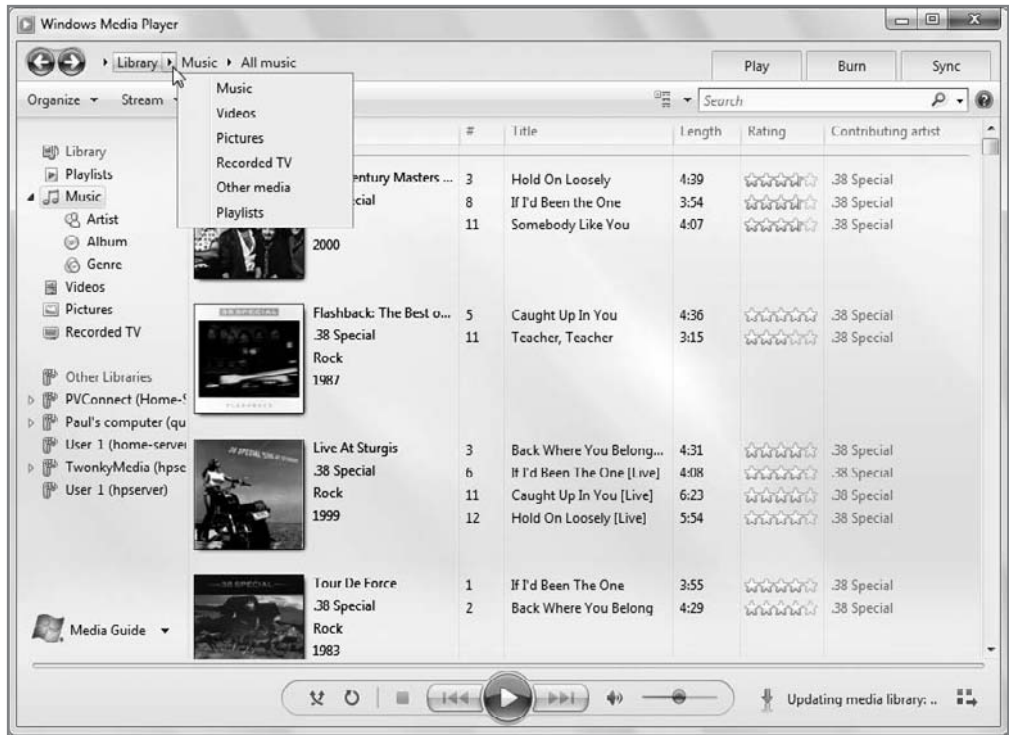 Windows Media Player
Library Music All music
Play Burn Sync
Organize Stream Search
Music
Videos
Pictures
Recorded TV
Other media
Playlists
# Title Length Rating Contributing artist
Library
Playlists
Music
Artist
Album
Genre
Videos
Pictures
Recorded TV
Other Libraries
PVConnect (Home-S
Paul's computer (qu
User 1 (home-server
TwonkyMedia (hpse
User 1 (hpserver)
Media Guide
entury Masters ... 3 Hold On Loosely 4:39 .38 Special
cial 8 If I'd Been the One 3:54 .38 Special
11 Somebody Like You 4:07 .38 Special
2000
Flashback: The Best o... 5 Caught Up In You 4:36 .38 Special
.38 Special 11 Teacher, Teacher 3:15 .38 Special
Rock
1987
38 SPECIAL
FLASHBACK
Live At Sturgis 3 Back Where You Belong... 4:31 .38 Special
.38 Special 6 If I'd Been The One [Live] 4:08 .38 Special
Rock 11 Caught Up In You [Live] 6:23 .38 Special
1999 12 Hold On Loosely [Live] 5:54 .38 Special
Tour De Force 1 If I'd Been The One 3:55 .38 Special
.38 Special 2 Back Where You Belong 4:29 .38 Special
Rock
1983
38 SPECIAL
Updating media library: ..